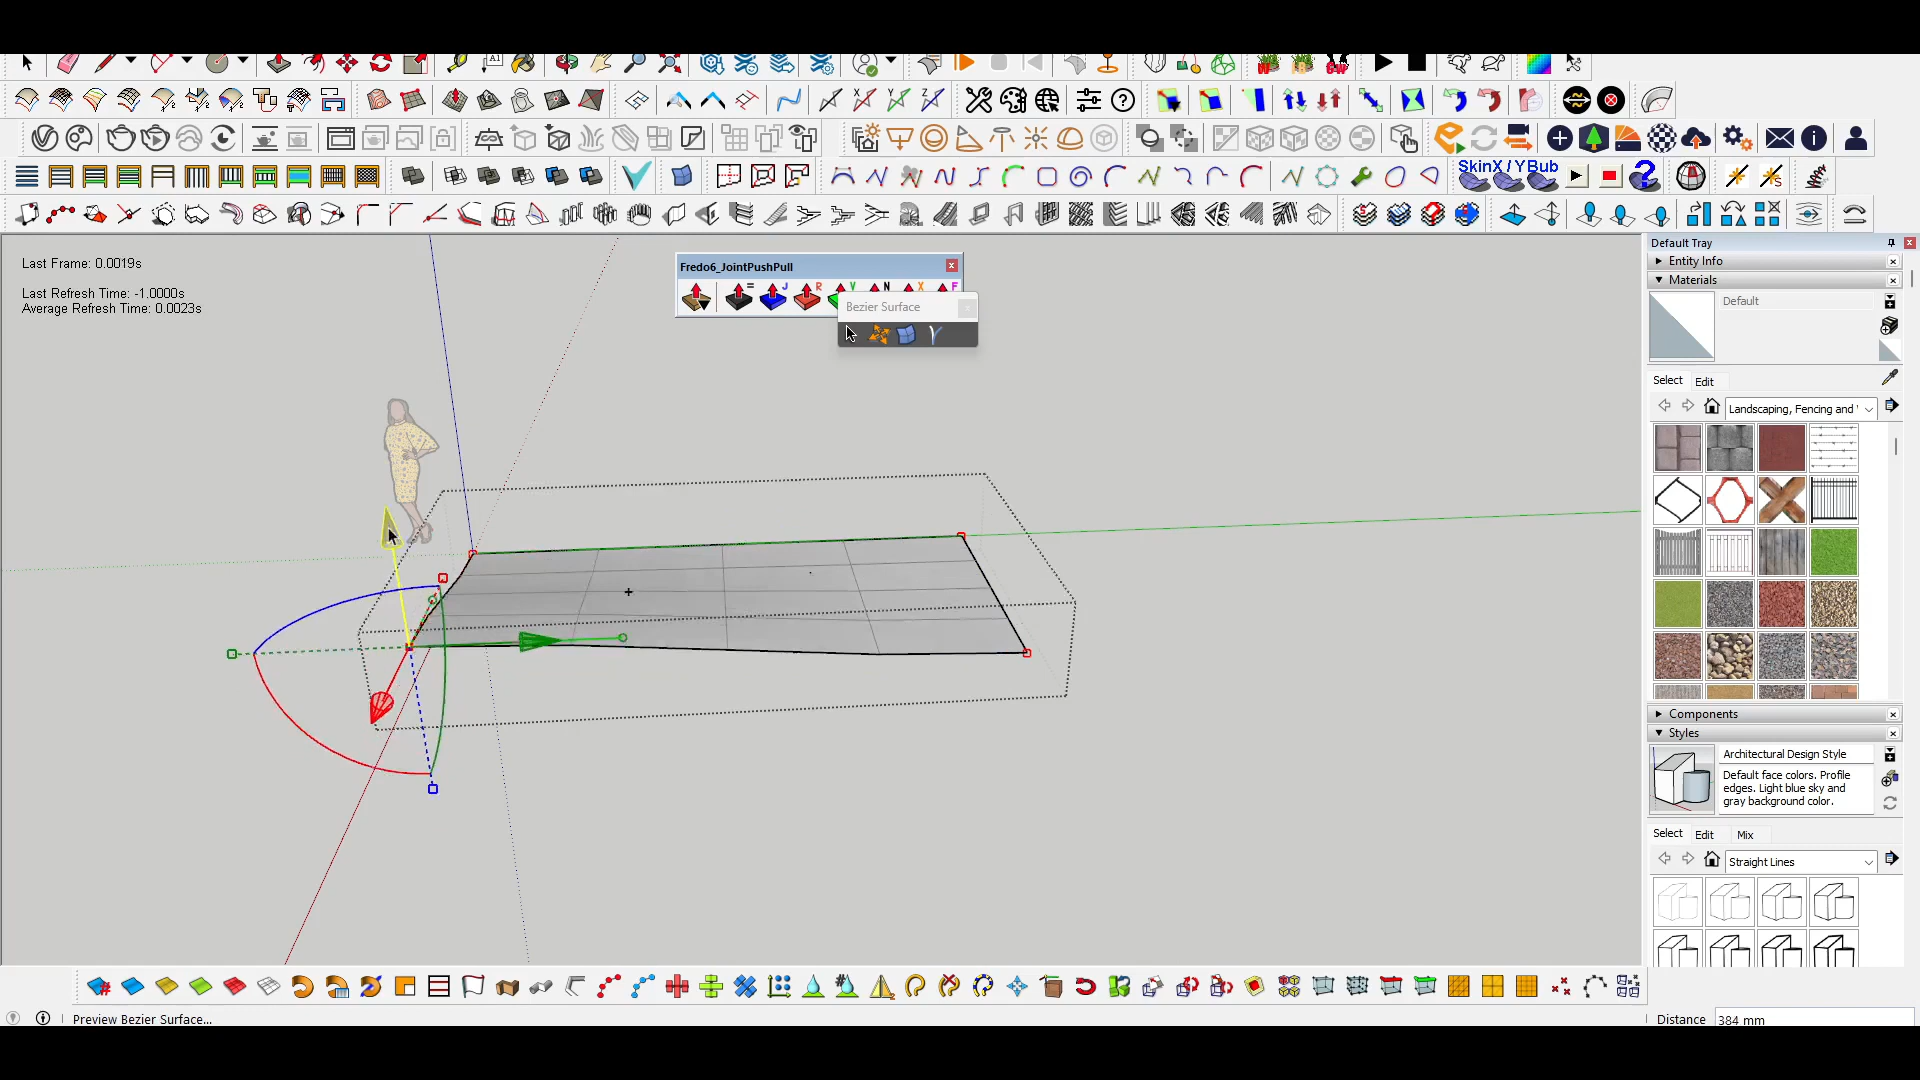 A1
X
Y
Z
SkinX / YBub
Last Frame: 0.0019s
Last Refresh Time: -1.0000s
Average Refresh Time: 0.0023s
Fredo6_JointPushPull
= J R V N X F
Bezier Surface
Default Tray
Entity Info
Materials
Default
Select Edit
Landscaping, Fencing and
Components
Styles
Architectural Design Style
Default face colors. Profile
edges. Light blue sky and
gray background color.
Select Edit Mix
Straight Lines
Preview Bezier Surface...
Distance 384 mm